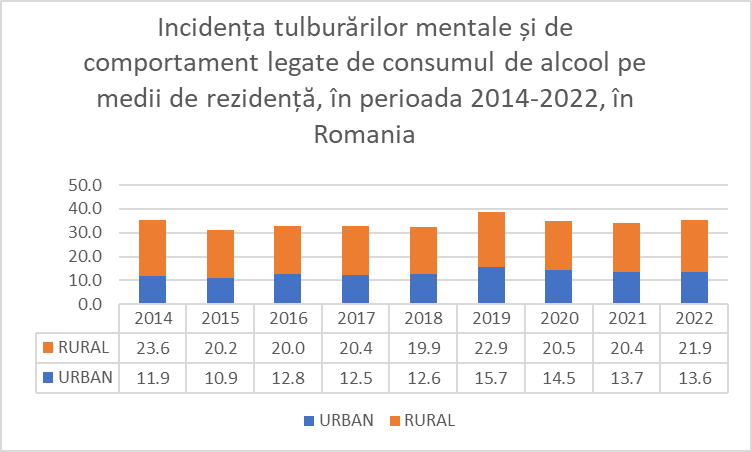 Incidența tulburărilor mentale și de
comportament legate de consumul de alcool pe
medii de rezidență, în perioada 2014-2022, în
Romania
50.0
40.0
30.0
20.0
10.0
0.0
2014 2015 2016 2017 2018 2019 2020 2021 2022
RURAL 23.6 20.2 20.0 20.4 19.9 22.9 20.5 20.4 21.9
URBAN 11.9 10.9 12.8 12.5 12.6 15.7 14.5 13.7 13.6
URBAN RURAL